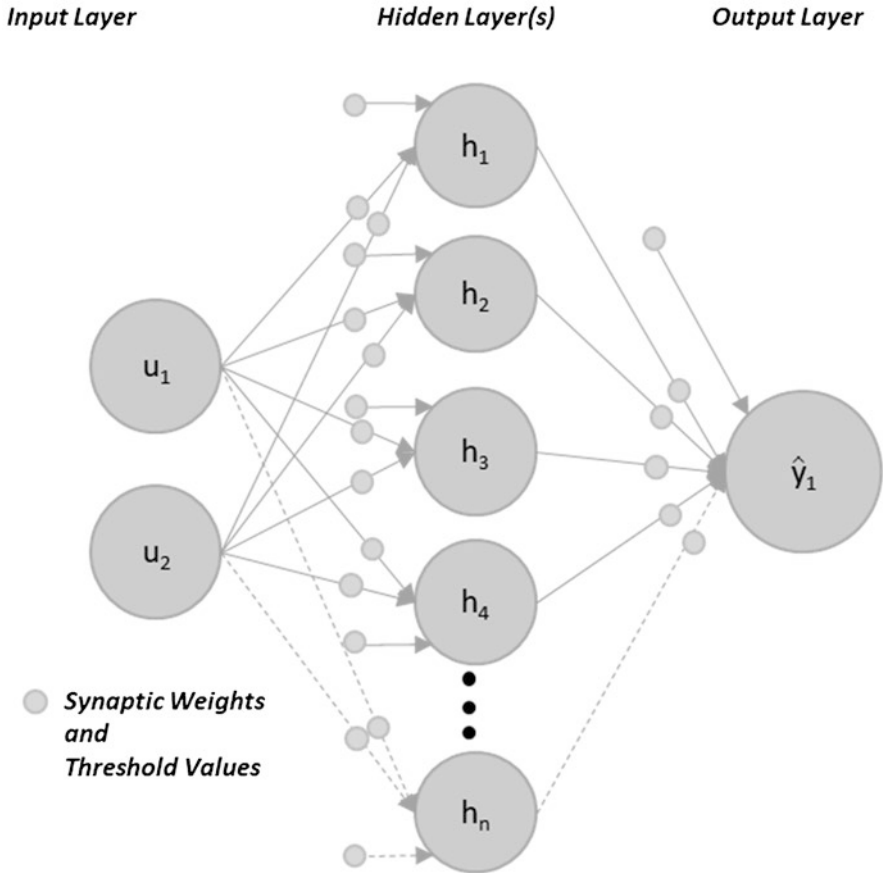 Input Layer
Hidden Layer(s)
Output Layer
h₁
h₂
u₁
h₃
ŷ₁
u₂
h₄
Synaptic Weights
and
Threshold Values
hₙ